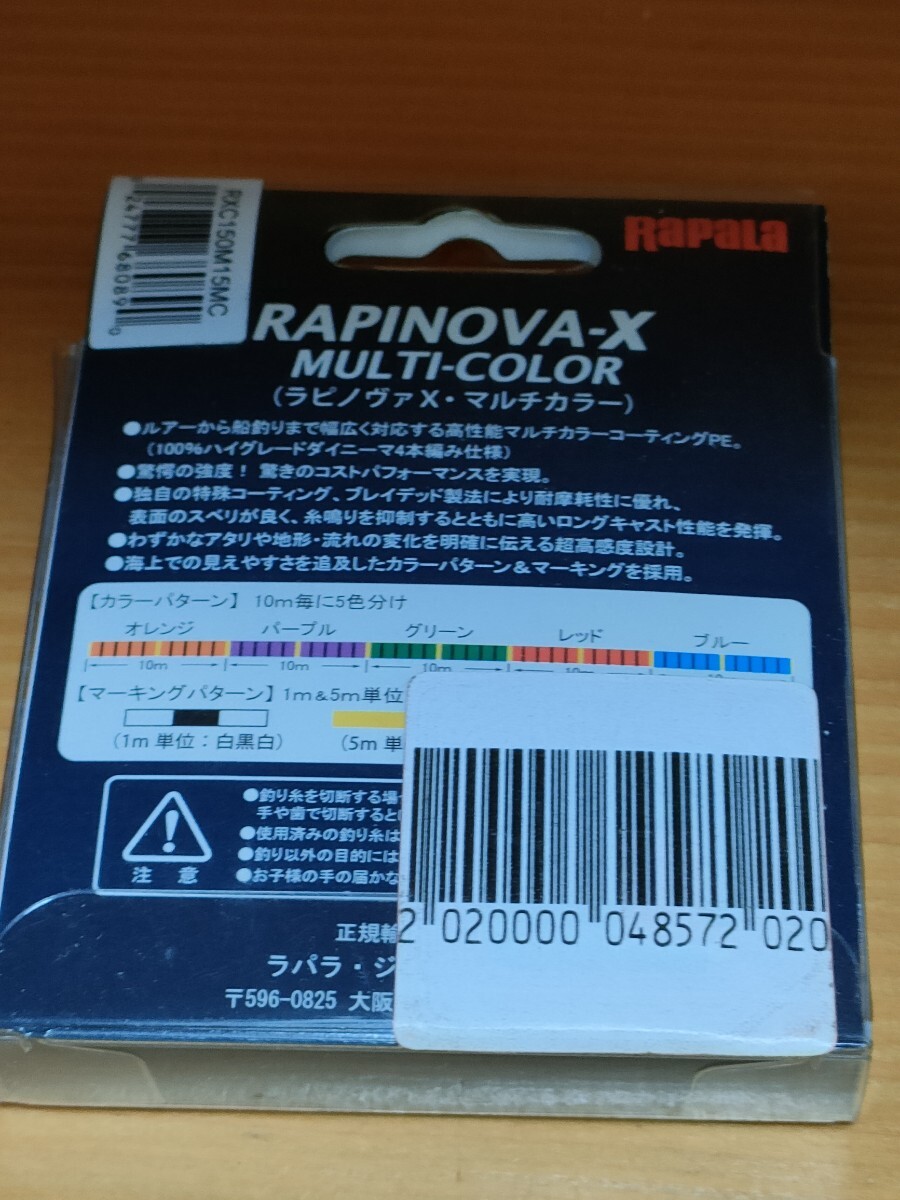 RXC150M15MC
24777680890
Rapala
RAPINOVA-X
MULTI-COLOR
(ラピノヴァX・マルチカラー)
●ルアーから船釣りまで幅広く対応する高性能マルチカラーコーティングPE。
(100%ハイグレードダイニーマ4本編み仕様)
●驚愕の強度! 驚きのコストパフォーマンスを実現。
●独自の特殊コーティング、ブレイデッド製法により耐摩耗性に優れ、
表面のスベリが良く、糸鳴りを抑制するとともに高いロングキャスト性能を発揮。
●わずかなアタリや地形・流れの変化を明確に伝える超高感度設計。
●海上での見えやすさを追及したカラーパターン&マーキングを採用。
【カラーパターン】 10m毎に5色分け
オレンジ パープル グリーン レッド ブルー
10m 10m 10m 10m
【マーキングパターン】1m&5m単位
(1m 単位:白黒白) (5m 単
●釣り糸を切断する場
手や歯で切断すると
●使用済みの釣り糸は
●釣り以外の目的には
●お子様の手の届かな
注 意
正規輸
ラパラ・ジ
〒596-0825 大阪
2 020000 048572 020